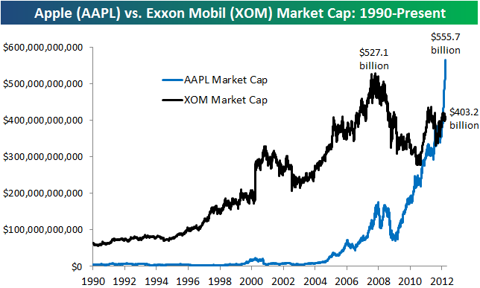 Apple (AAPL) vs. Exxon Mobil (XOM) Market Cap: 1990-Present
$600,000,000,000
$500,000,000,000
$400,000,000,000
$300,000,000,000
$200,000,000,000
$100,000,000,000
$0
AAPL Market Cap
XOM Market Cap
$527.1
billion
$555.7
billion
$403.2
billion
1990 1992 1994 1996 1998 2000 2002 2004 2006 2008 2010 2012